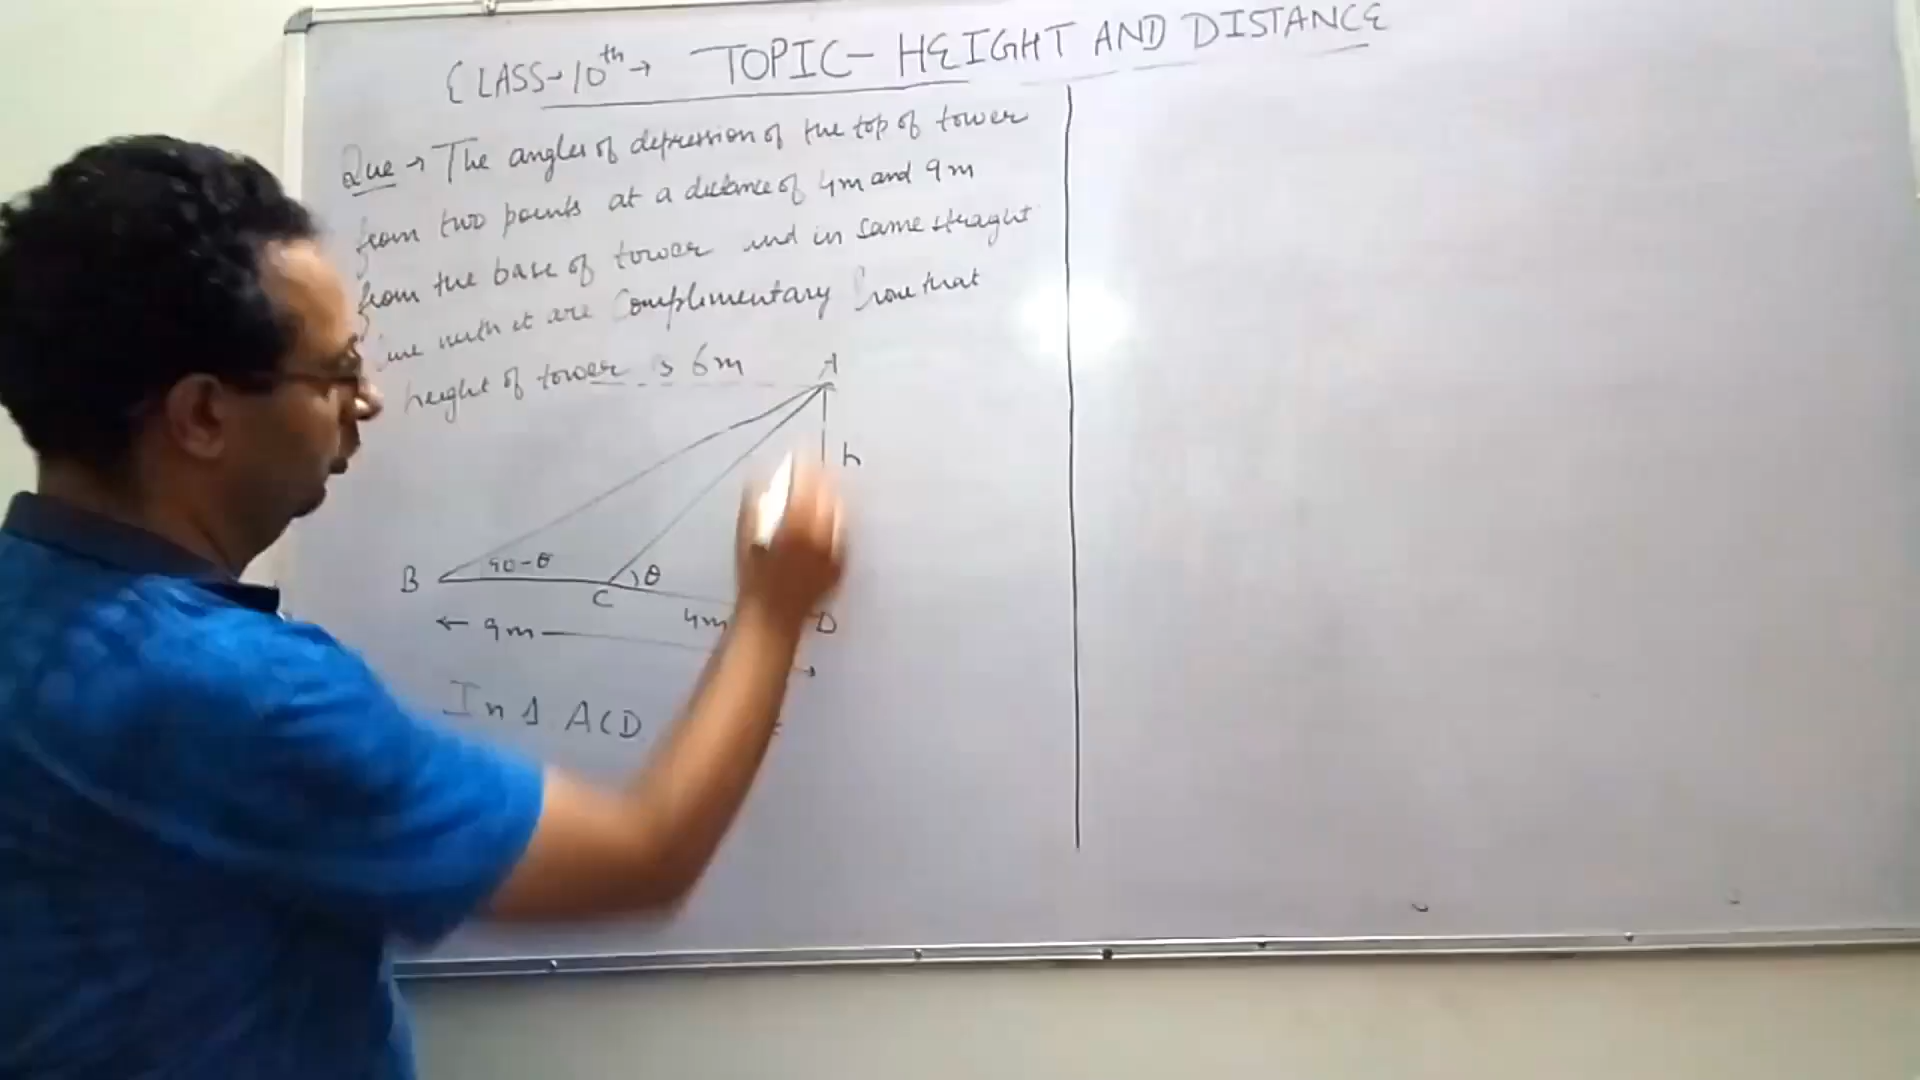 CLASS-10th→ TOPIC- HEIGHT AND DISTANCE
Que → The angles of depression of the top of tower
from two points at a distance of 4m and 9m
from the base of tower and in same straight
line with it are Complimentary Prove that
height of tower is 6m
A
h
B 90-θ C θ
4m D
← 9m →
In Δ ACD